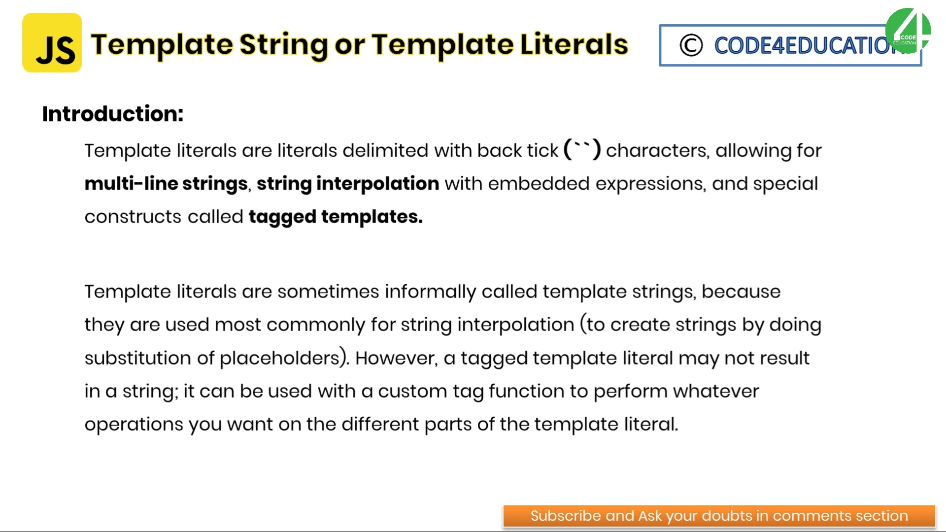 JS Template String or Template Literals
© CODE4EDUCATION
CODE
EDUCATION
Introduction:
Template literals are literals delimited with back tick (``) characters, allowing for
multi-line strings, string interpolation with embedded expressions, and special
constructs called tagged templates.
Template literals are sometimes informally called template strings, because
they are used most commonly for string interpolation (to create strings by doing
substitution of placeholders). However, a tagged template literal may not result
in a string; it can be used with a custom tag function to perform whatever
operations you want on the different parts of the template literal.
Subscribe and Ask your doubts in comments section